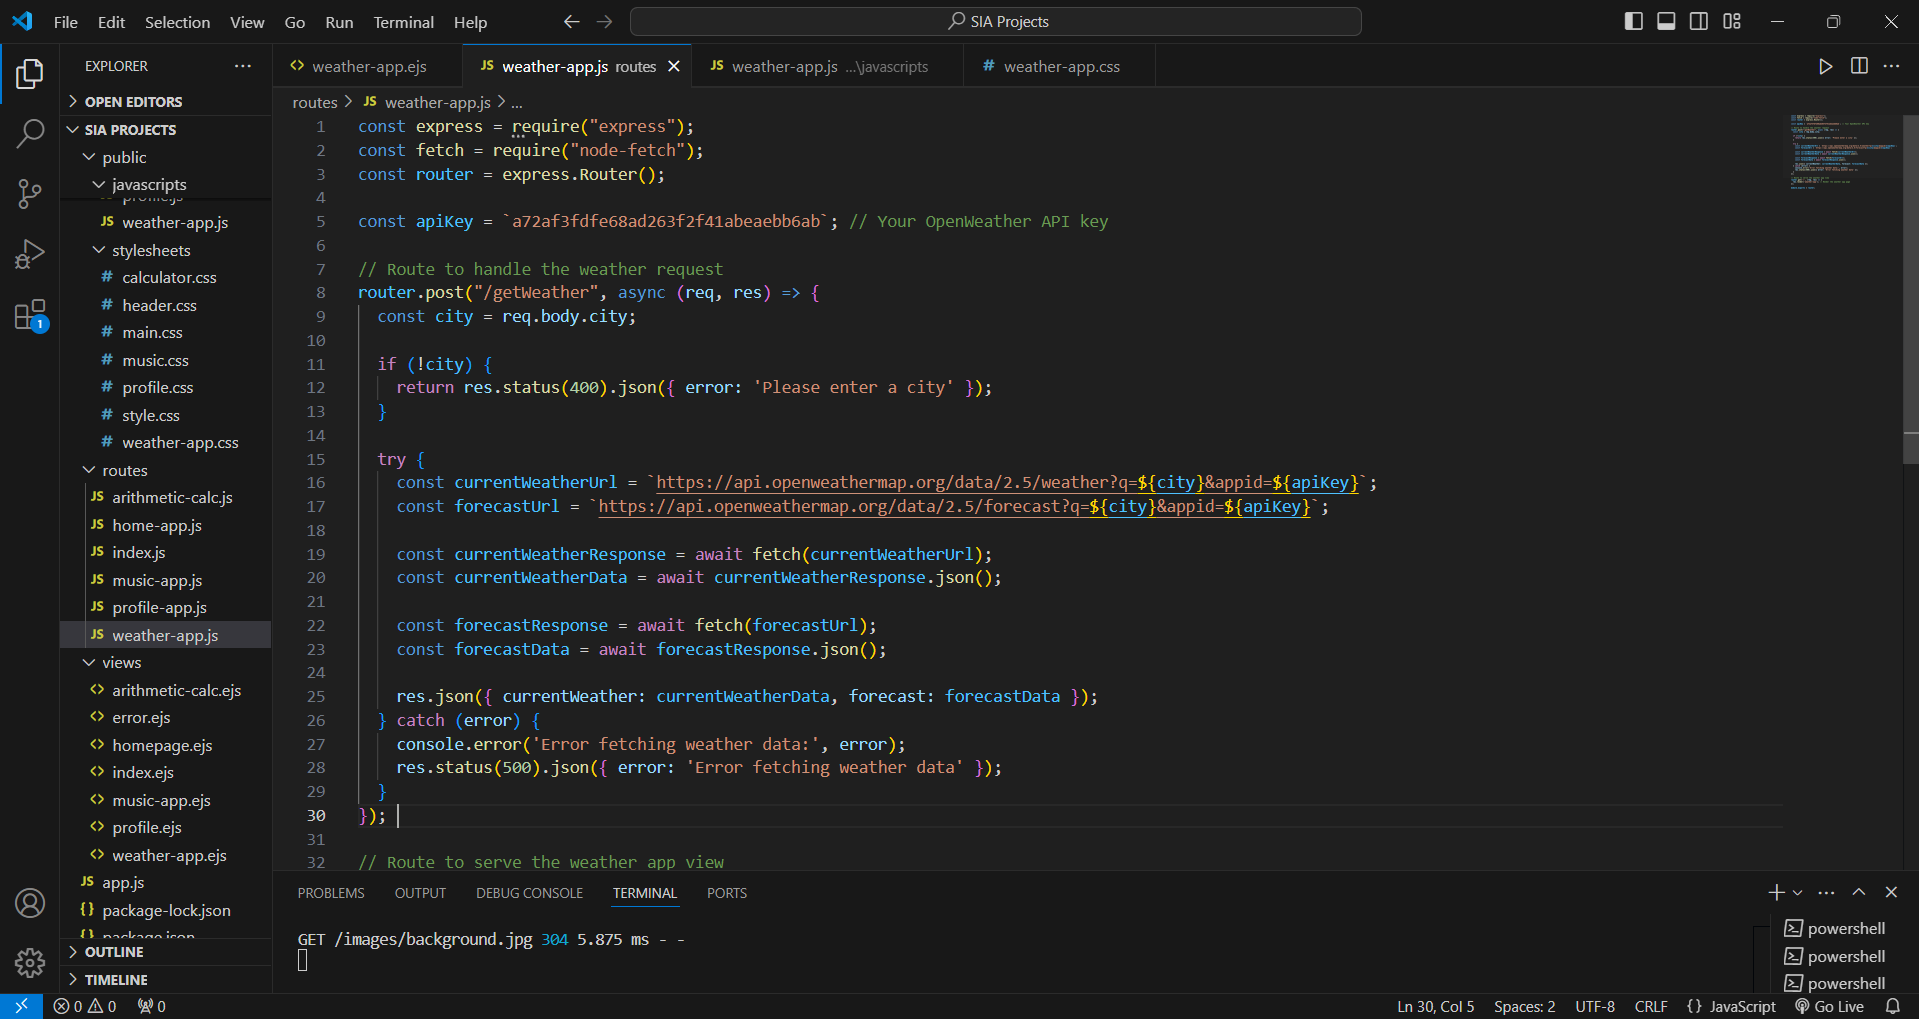 File Edit Selection View Go Run Terminal Help
SIA Projects
EXPLORER
OPEN EDITORS
SIA PROJECTS
public
javascripts
profile.js
weather-app.js
stylesheets
calculator.css
header.css
main.css
music.css
profile.css
style.css
weather-app.css
routes
arithmetic-calc.js
home-app.js
index.js
music-app.js
profile-app.js
weather-app.js
views
arithmetic-calc.ejs
error.ejs
homepage.ejs
index.ejs
music-app.ejs
profile.ejs
weather-app.ejs
app.js
package-lock.json
package.json
OUTLINE
TIMELINE
weather-app.ejs
weather-app.js routes
weather-app.js ...\javascripts
weather-app.css
routes > JS weather-app.js > ...
1 const express = require("express");
2 const fetch = require("node-fetch");
3 const router = express.Router();
4
5 const apiKey = `a72af3fdfe68ad263f2f41abeaebb6ab`; // Your OpenWeather API key
6
7 // Route to handle the weather request
8 router.post("/getWeather", async (req, res) => {
9 const city = req.body.city;
10
11 if (!city) {
12 return res.status(400).json({ error: 'Please enter a city' });
13 }
14
15 try {
16 const currentWeatherUrl = `https://api.openweathermap.org/data/2.5/weather?q=${city}&appid=${apiKey}`;
17 const forecastUrl = `https://api.openweathermap.org/data/2.5/forecast?q=${city}&appid=${apiKey}`;
18
19 const currentWeatherResponse = await fetch(currentWeatherUrl);
20 const currentWeatherData = await currentWeatherResponse.json();
21
22 const forecastResponse = await fetch(forecastUrl);
23 const forecastData = await forecastResponse.json();
24
25 res.json({ currentWeather: currentWeatherData, forecast: forecastData });
26 } catch (error) {
27 console.error('Error fetching weather data:', error);
28 res.status(500).json({ error: 'Error fetching weather data' });
29 }
30 });
31
32 // Route to serve the weather app view
PROBLEMS OUTPUT DEBUG CONSOLE TERMINAL PORTS
GET /images/background.jpg 304 5.875 ms - -
powershell
powershell
powershell
0 0 0
Ln 30, Col 5 Spaces: 2 UTF-8 CRLF {} JavaScript Go Live